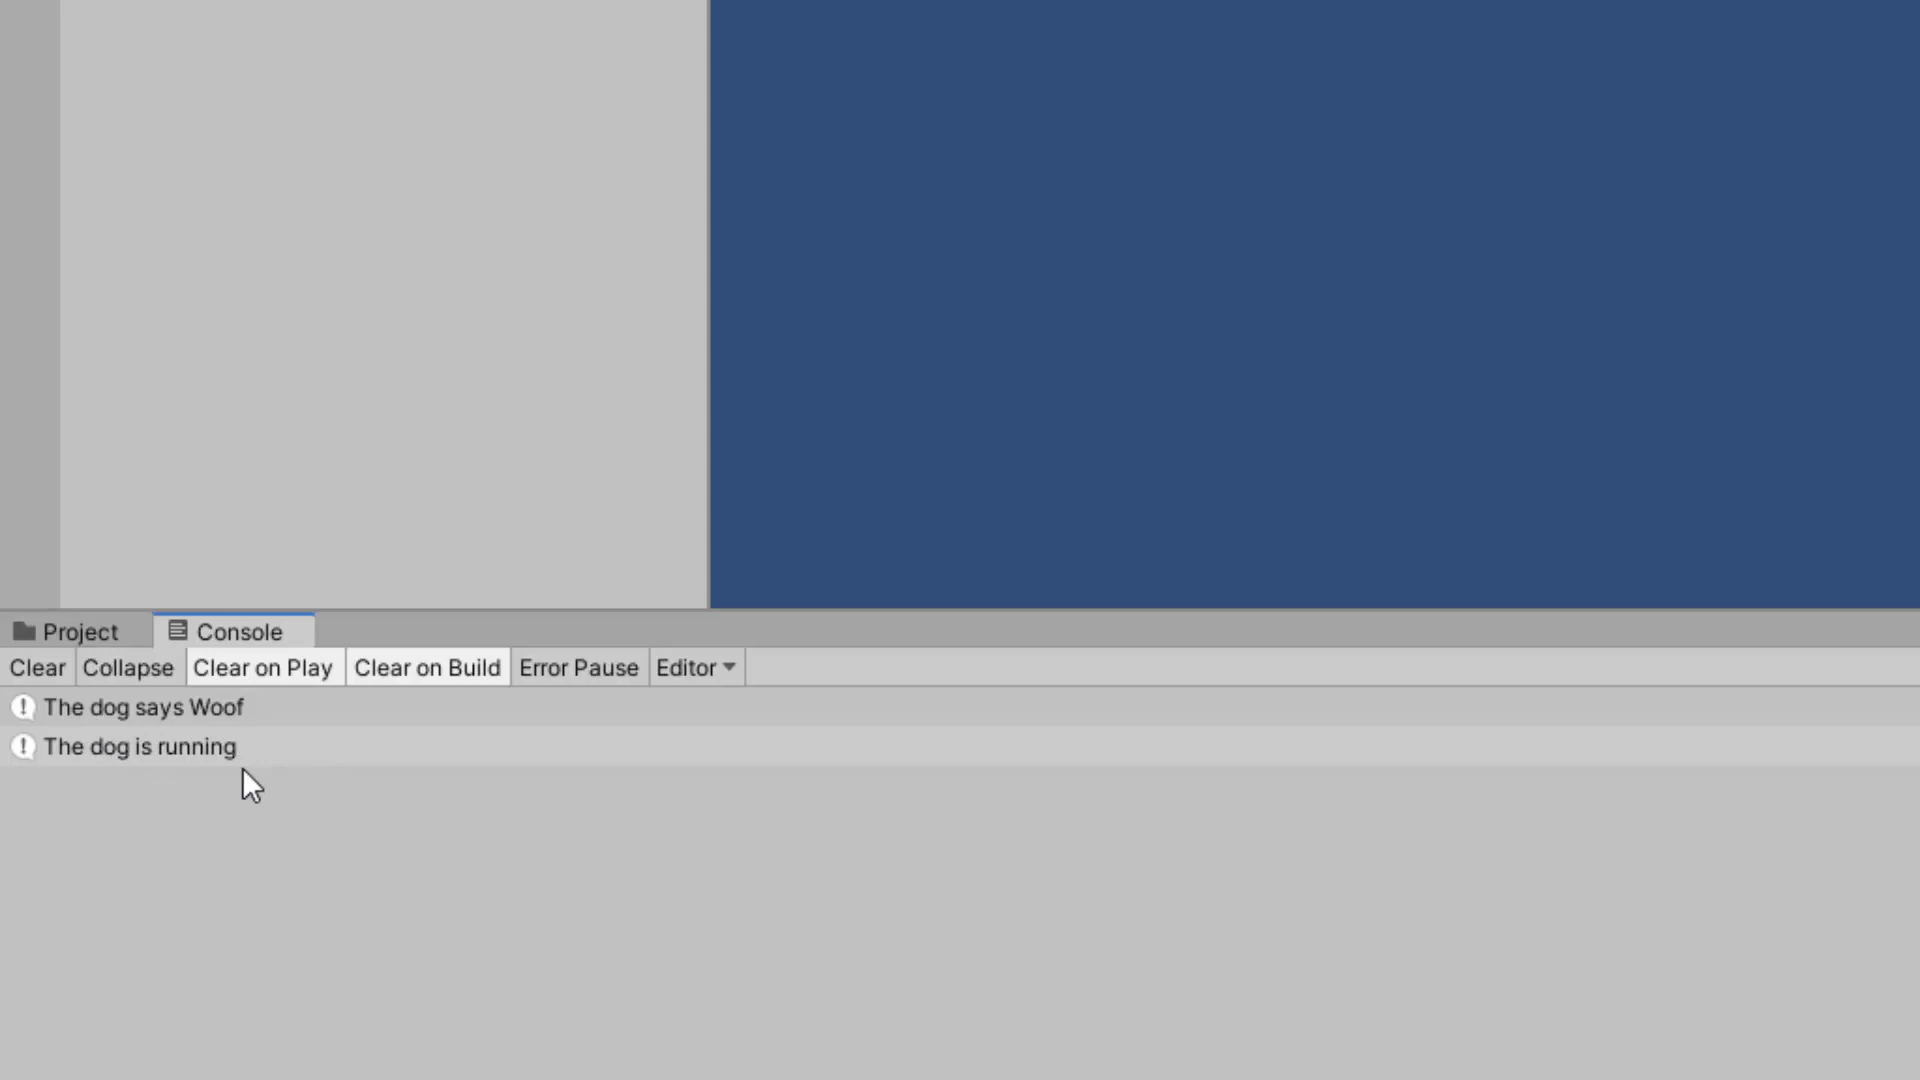 Project Console
Clear Collapse Clear on Play Clear on Build Error Pause Editor
The dog says Woof
The dog is running